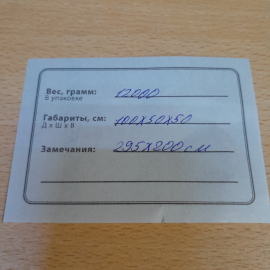 Вес, грамм: 12000
В упаковке
Габариты, см: 100х50х50
Д х Ш х В
Замечания: 295х200 см